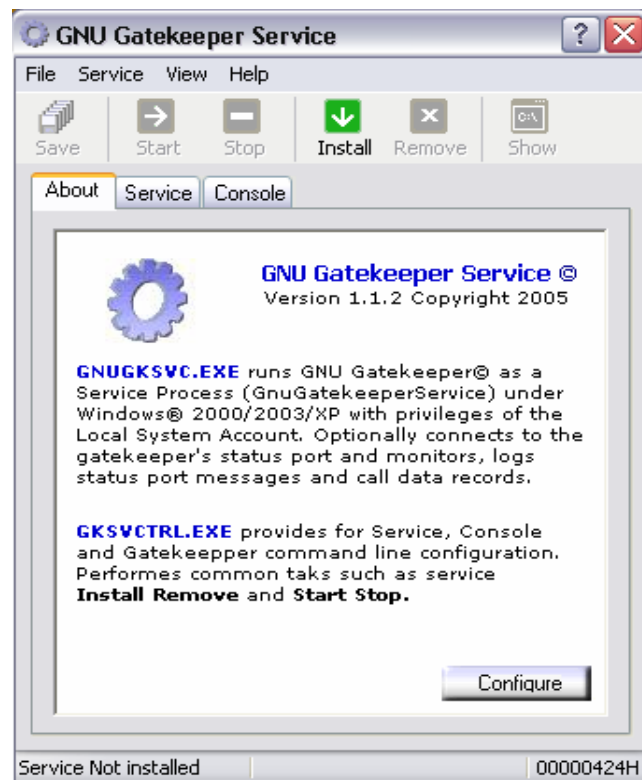 GNU Gatekeeper Service
File Service View Help
Save Start Stop Install Remove C:\ Show
About Service Console
GNU Gatekeeper Service ©
Version 1.1.2 Copyright 2005
GNUGKSVC.EXE runs GNU Gatekeeper© as a
Service Process (GnuGatekeeperService) under
Windows® 2000/2003/XP with privileges of the
Local System Account. Optionally connects to the
gatekeeper's status port and monitors, logs
status port messages and call data records.
GKSVCTRL.EXE provides for Service, Console
and Gatekeepper command line configuration.
Performes common taks such as service
Install Remove and Start Stop.
Configure
Service Not installed 00000424H